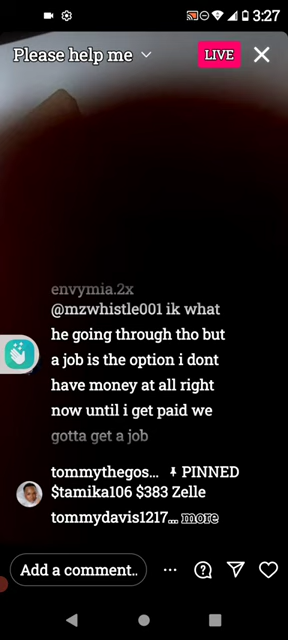 3:27
Please help me
LIVE
envymia.2x
@mzwhistle001 ik what
he going through tho but
a job is the option i dont
have money at all right
now until i get paid we
gotta get a job
tommythegos... PINNED
$tamika106 $383 Zelle
tommydavis1217... more
Add a comment..